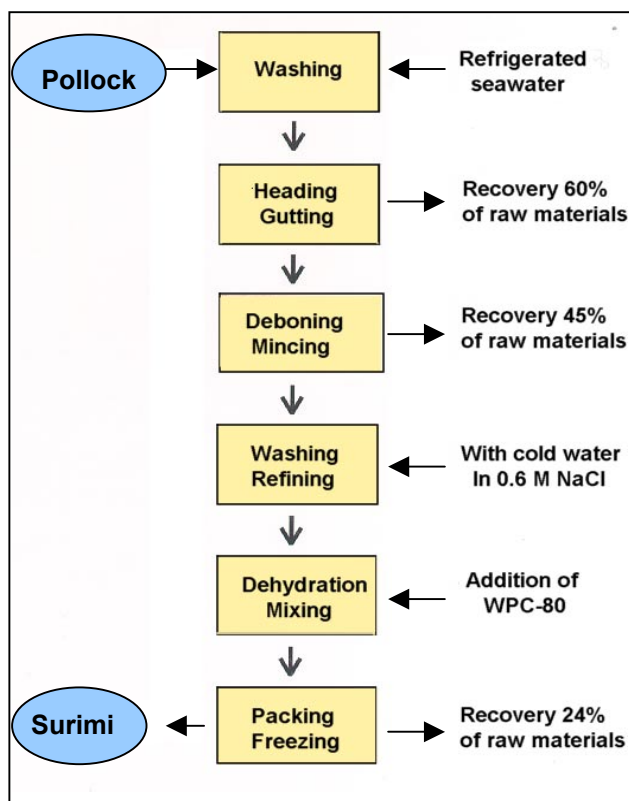 Pollock
Washing
Refrigerated
seawater
Heading
Gutting
Recovery 60%
of raw materials
Deboning
Mincing
Recovery 45%
of raw materials
Washing
Refining
With cold water
In 0.6 M NaCl
Dehydration
Mixing
Addition of
WPC-80
Surimi
Packing
Freezing
Recovery 24%
of raw materials